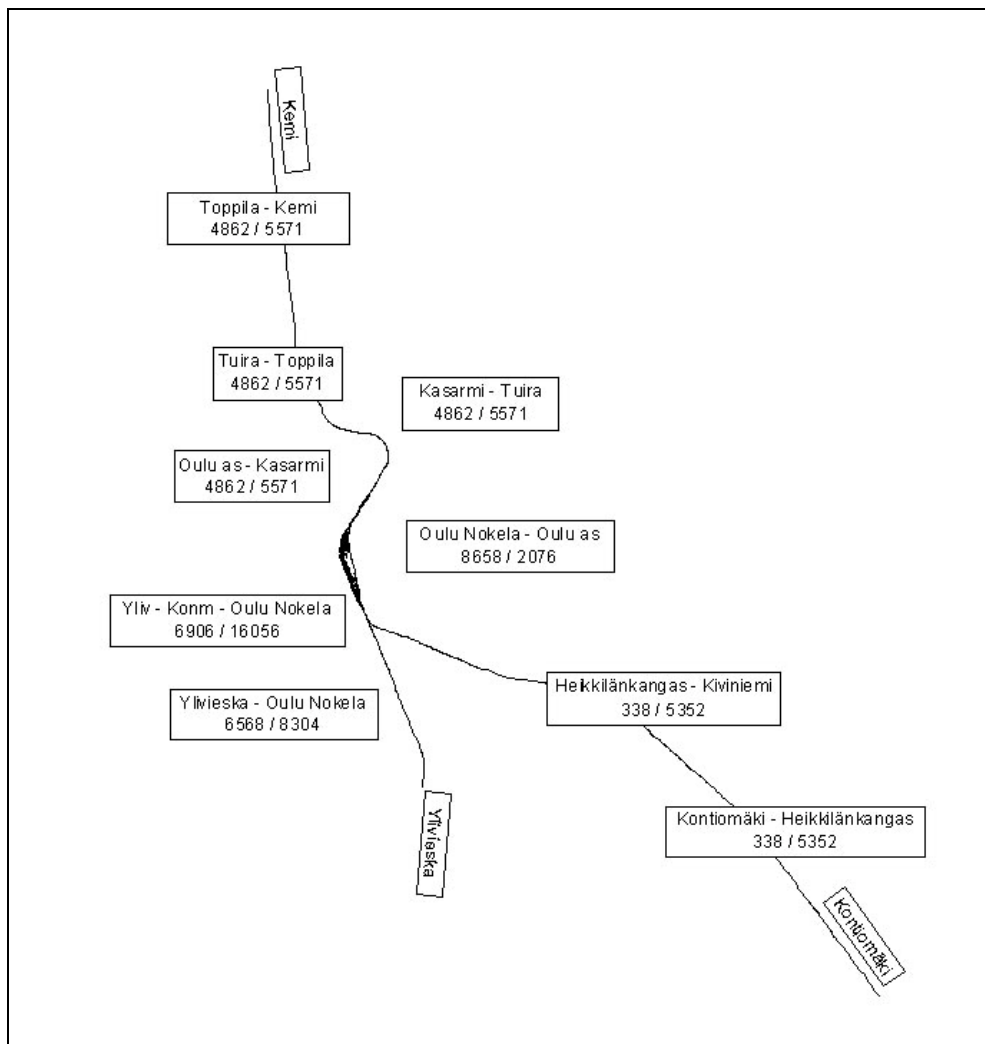 Kemi
Toppila - Kemi
4862 / 5571
Tuira - Toppila
4862 / 5571
Kasarmi - Tuira
4862 / 5571
Oulu as - Kasarmi
4862 / 5571
Oulu Nokela - Oulu as
8658 / 2076
Yliv - Konm - Oulu Nokela
6906 / 16056
Heikkilänkangas - Kiviniemi
338 / 5352
Ylivieska - Oulu Nokela
6568 / 8304
Ylivieska
Kontiomäki - Heikkilänkangas
338 / 5352
Kontiomäki